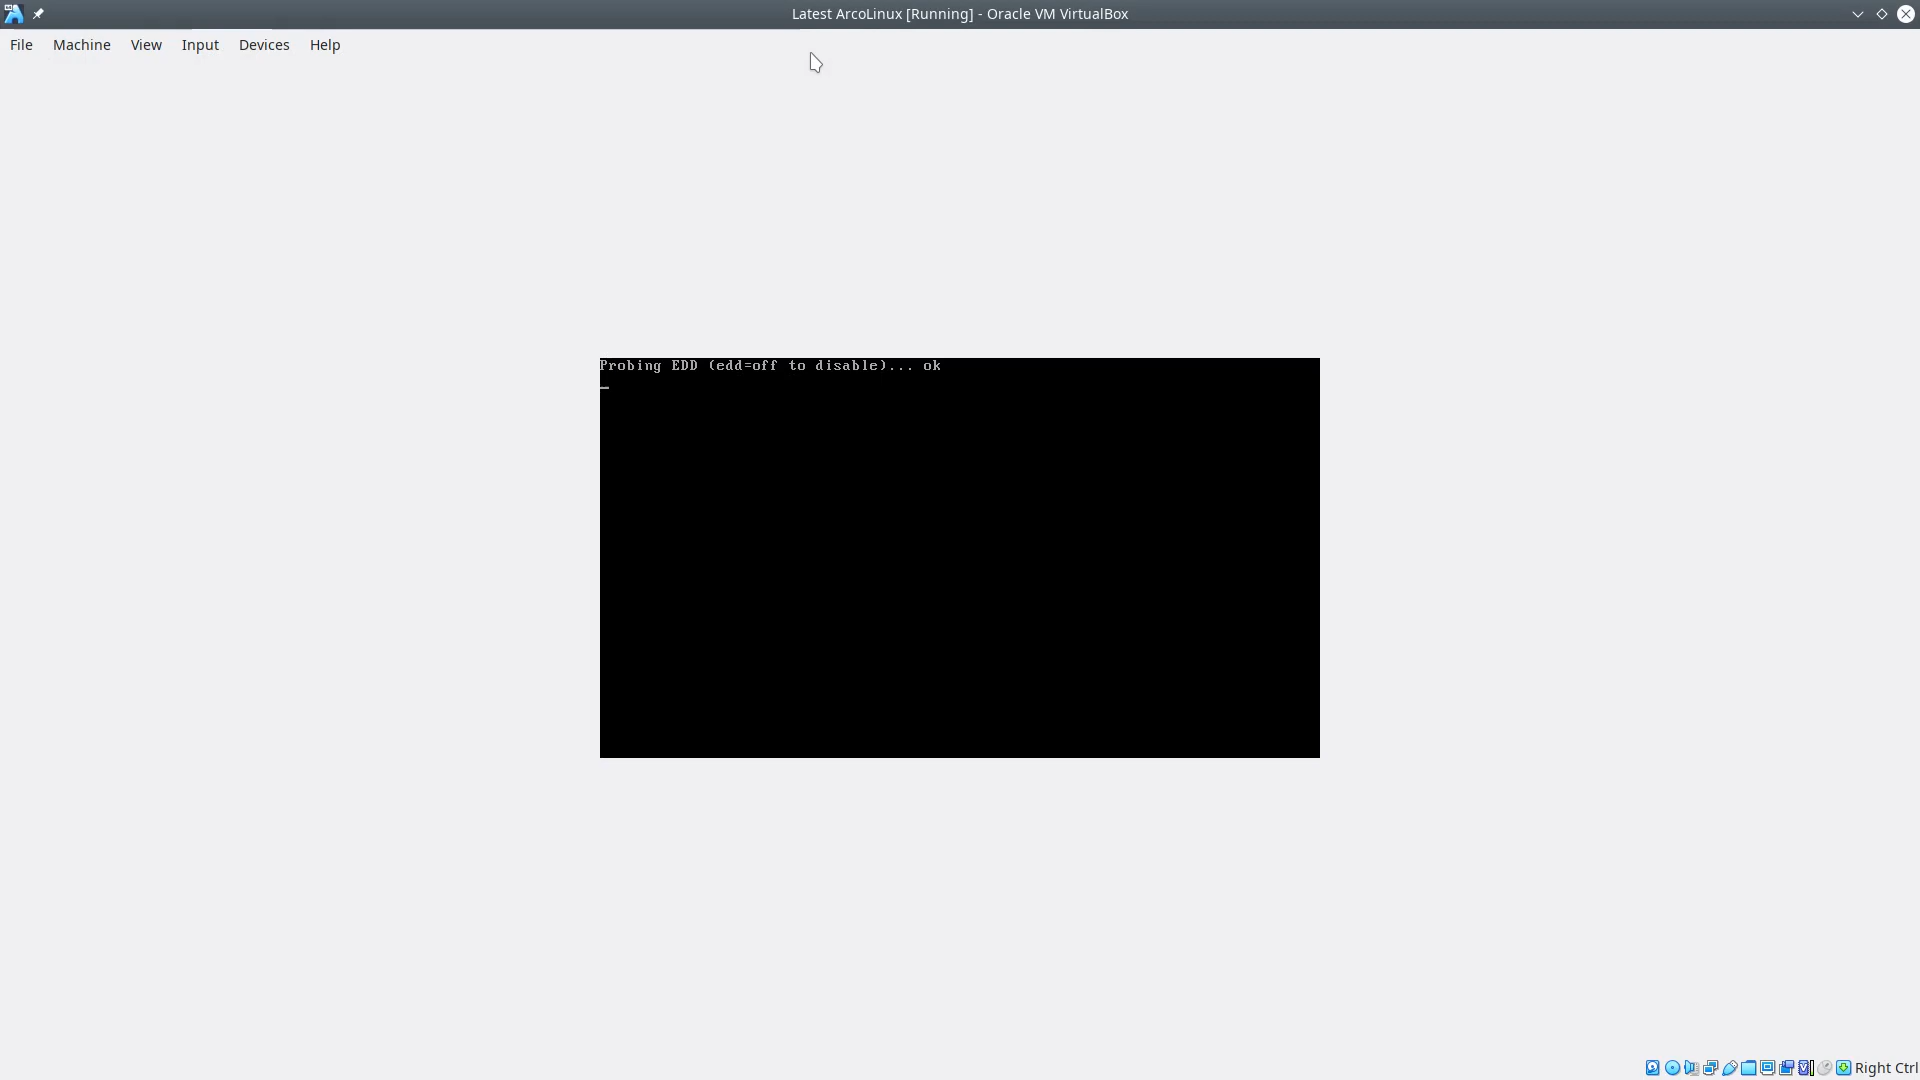 Latest ArcoLinux [Running] - Oracle VM VirtualBox
File Machine View Input Devices Help
Probing EDD (edd=off to disable)... ok
Right Ctrl